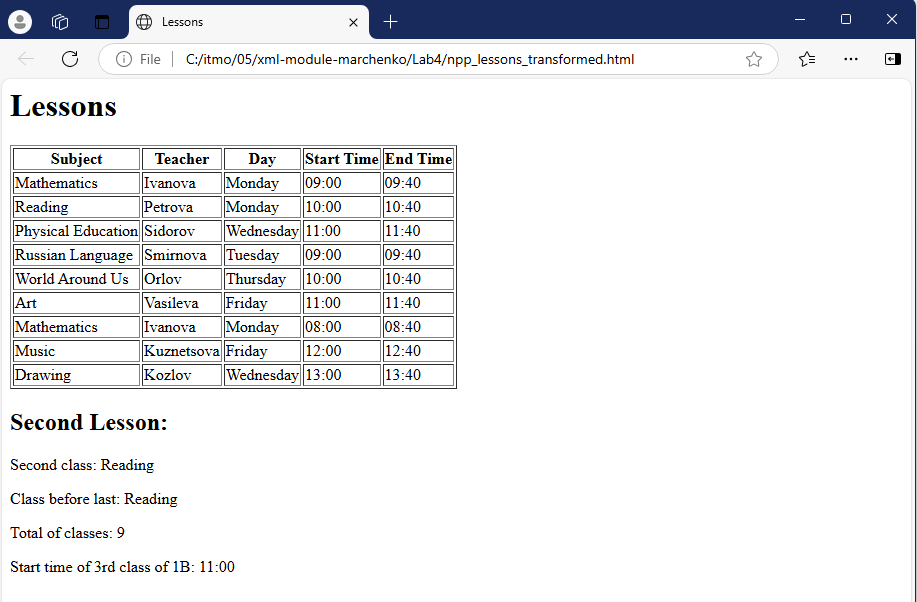 Lessons
File C:/itmo/05/xml-module-marchenko/Lab4/npp_lessons_transformed.html
Lessons
Subject Teacher Day Start Time End Time
Mathematics Ivanova Monday 09:00 09:40
Reading Petrova Monday 10:00 10:40
Physical Education Sidorov Wednesday 11:00 11:40
Russian Language Smirnova Tuesday 09:00 09:40
World Around Us Orlov Thursday 10:00 10:40
Art Vasileva Friday 11:00 11:40
Mathematics Ivanova Monday 08:00 08:40
Music Kuznetsova Friday 12:00 12:40
Drawing Kozlov Wednesday 13:00 13:40
Second Lesson:
Second class: Reading
Class before last: Reading
Total of classes: 9
Start time of 3rd class of 1B: 11:00